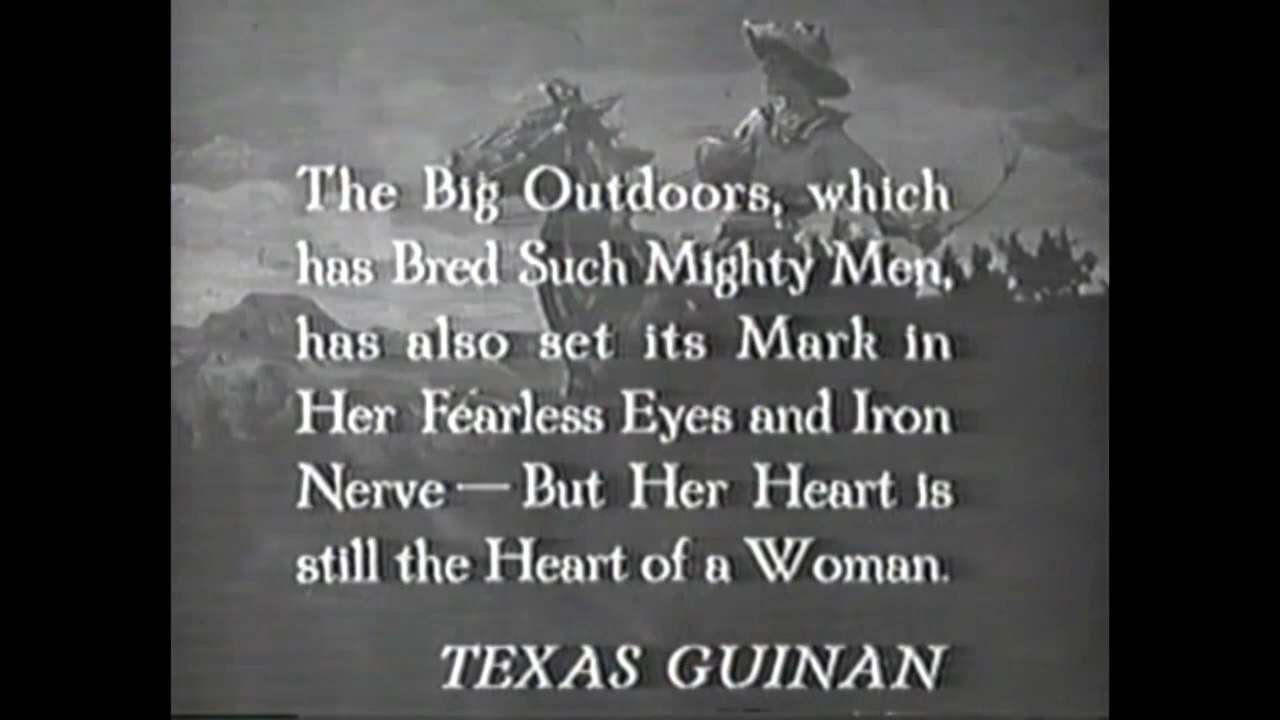 The Big Outdoors, which
has Bred Such Mighty Men,
has also set its Mark in
Her Fearless Eyes and Iron
Nerve — But Her Heart is
still the Heart of a Woman.
TEXAS GUINAN